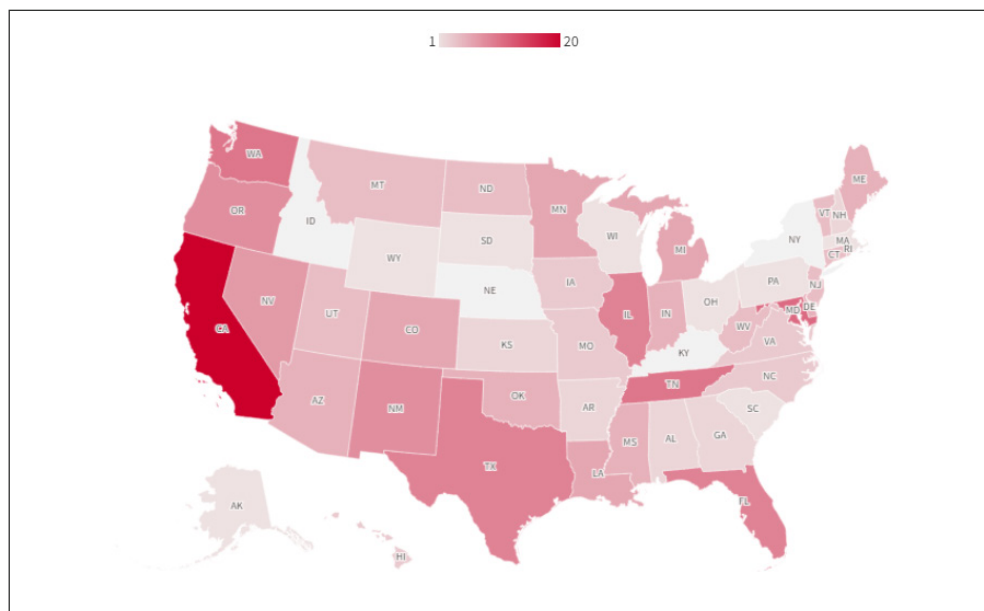 1 20
WA
MT
ND
MN
ME
OR
ID
WI
VT NH
SD
NY
MA
MI
RI
WY
CT
IA
PA
NE
NJ
OH
NV
IL
IN
MD DE
UT
CO
WV
CA
VA
KS
MO
KY
NC
TN
OK
AZ
AR
NM
SC
MS
AL
GA
TX
LA
FL
AK
HI